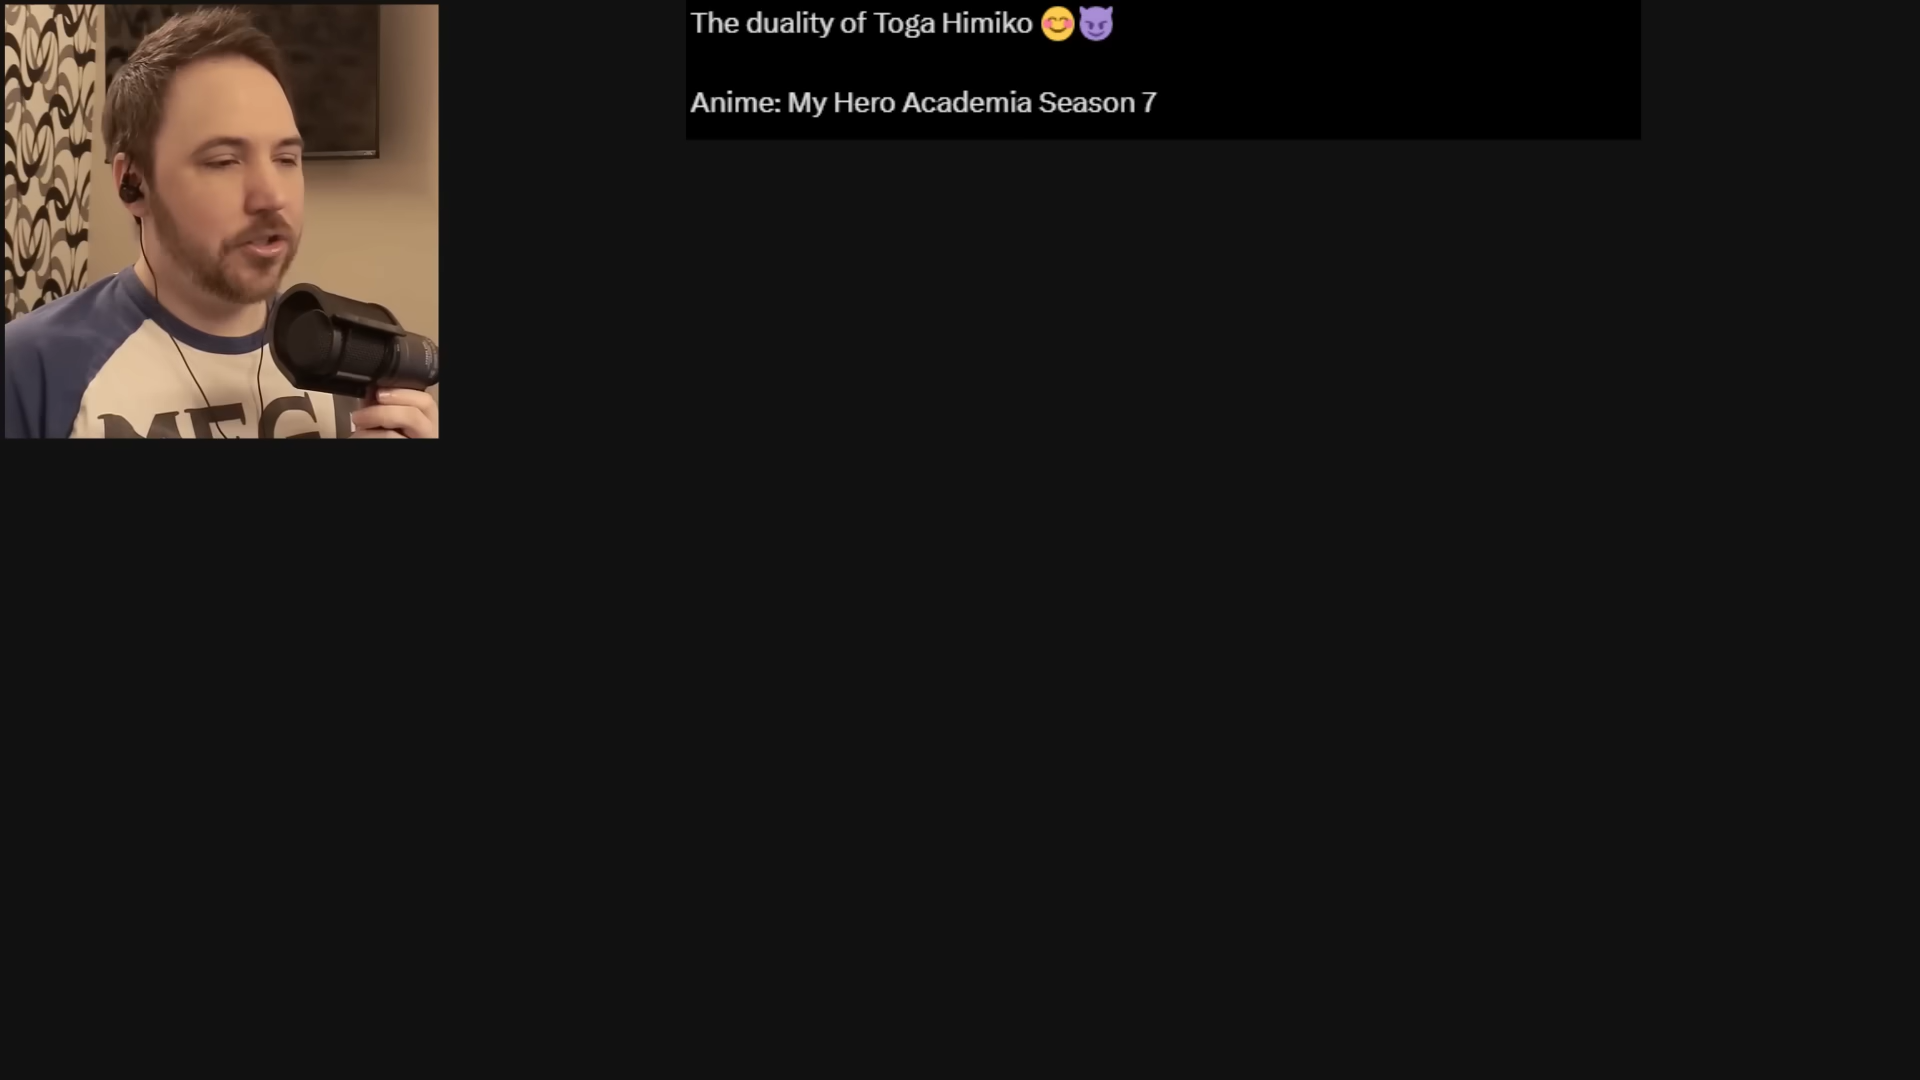 The duality of Toga Himiko 😊😈
Anime: My Hero Academia Season 7